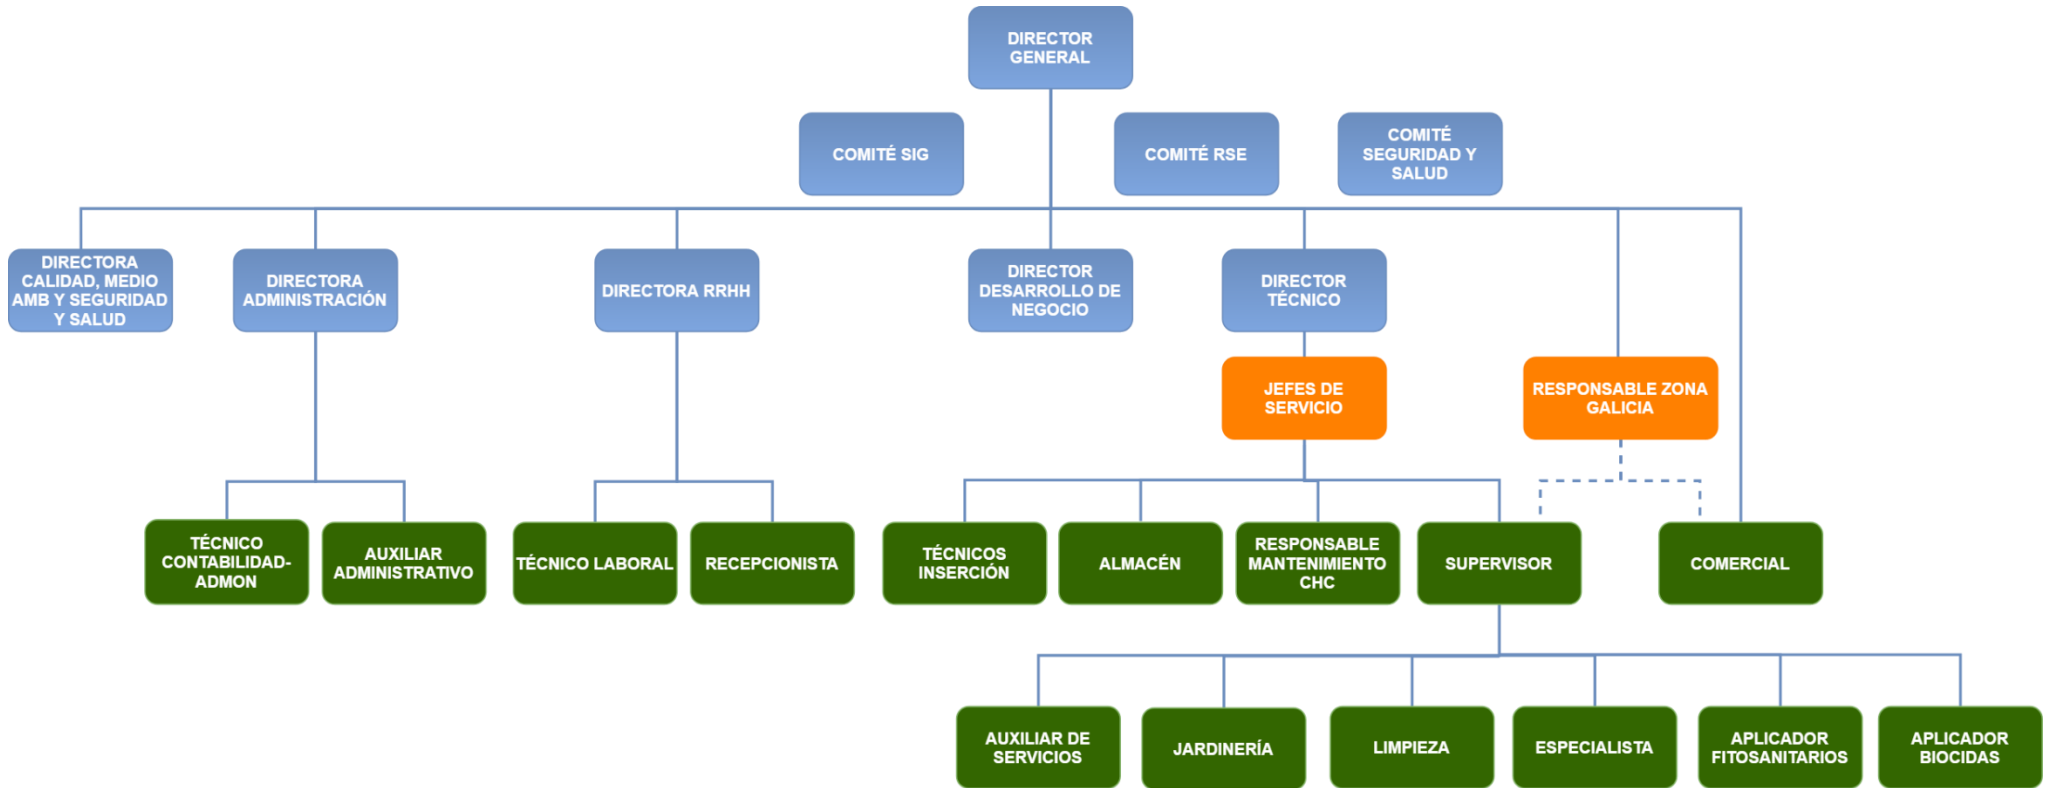 DIRECTOR
GENERAL
COMITÉ SIG
COMITÉ RSE
COMITÉ
SEGURIDAD Y
SALUD
DIRECTORA
CALIDAD, MEDIO
AMB Y SEGURIDAD
Y SALUD
DIRECTORA
ADMINISTRACIÓN
DIRECTORA RRHH
DIRECTOR
DESARROLLO DE
NEGOCIO
DIRECTOR
TÉCNICO
JEFES DE
SERVICIO
RESPONSABLE ZONA
GALICIA
TÉCNICO
CONTABILIDAD-
ADMON
AUXILIAR
ADMINISTRATIVO
TÉCNICO LABORAL
RECEPCIONISTA
TÉCNICOS
INSERCIÓN
ALMACÉN
RESPONSABLE
MANTENIMIENTO
CHC
SUPERVISOR
COMERCIAL
AUXILIAR DE
SERVICIOS
JARDINERÍA
LIMPIEZA
ESPECIALISTA
APLICADOR
FITOSANITARIOS
APLICADOR
BIOCIDAS